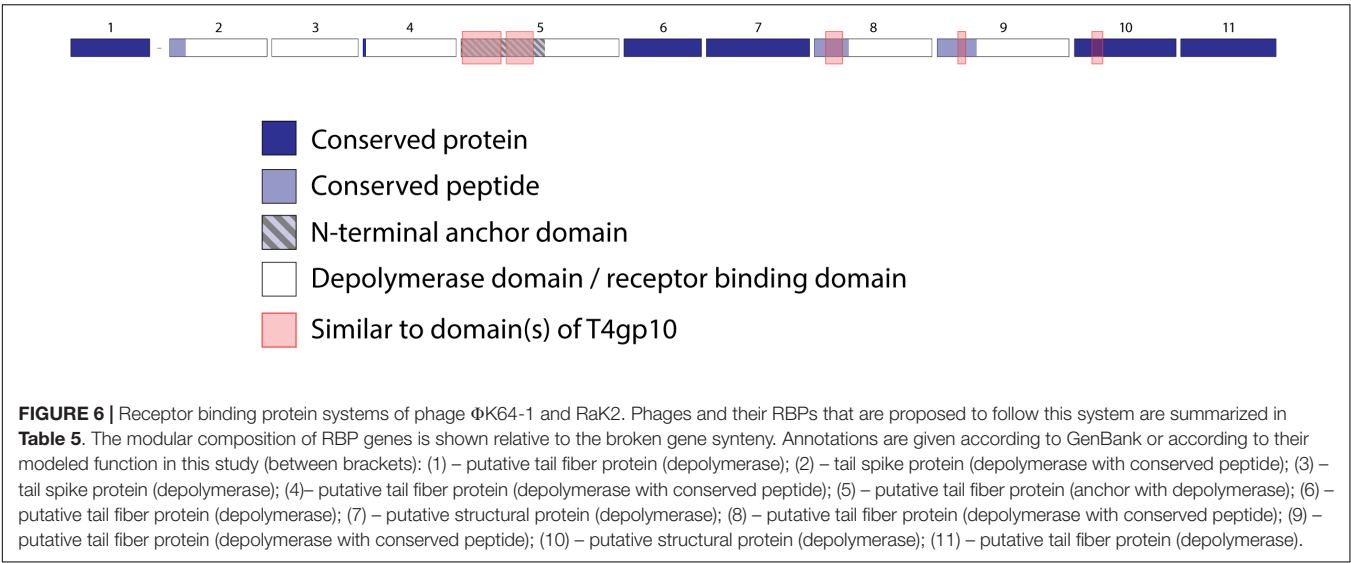 1 2 3 4 5 6 7 8 9 10 11
Conserved protein
Conserved peptide
N-terminal anchor domain
Depolymerase domain / receptor binding domain
Similar to domain(s) of T4gp10
FIGURE 6 | Receptor binding protein systems of phage ΦK64-1 and RaK2. Phages and their RBPs that are proposed to follow this system are summarized in
Table 5. The modular composition of RBP genes is shown relative to the broken gene synteny. Annotations are given according to GenBank or according to their
modeled function in this study (between brackets): (1) – putative tail fiber protein (depolymerase); (2) – tail spike protein (depolymerase with conserved peptide); (3) –
tail spike protein (depolymerase); (4)– putative tail fiber protein (depolymerase with conserved peptide); (5) – putative tail fiber protein (anchor with depolymerase); (6) –
putative tail fiber protein (depolymerase); (7) – putative structural protein (depolymerase); (8) – putative tail fiber protein (depolymerase with conserved peptide); (9) –
putative tail fiber protein (depolymerase with conserved peptide); (10) – putative structural protein (depolymerase); (11) – putative tail fiber protein (depolymerase).